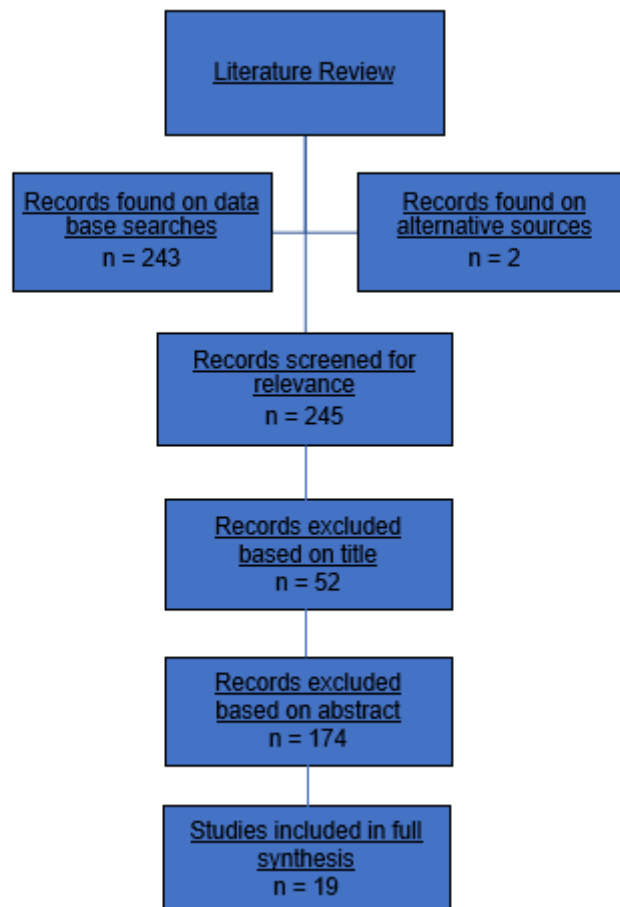 Literature Review
Records found on data
base searches
n = 243
Records found on
alternative sources
n = 2
Records screened for
relevance
n = 245
Records excluded
based on title
n = 52
Records excluded
based on abstract
n = 174
Studies included in full
synthesis
n = 19